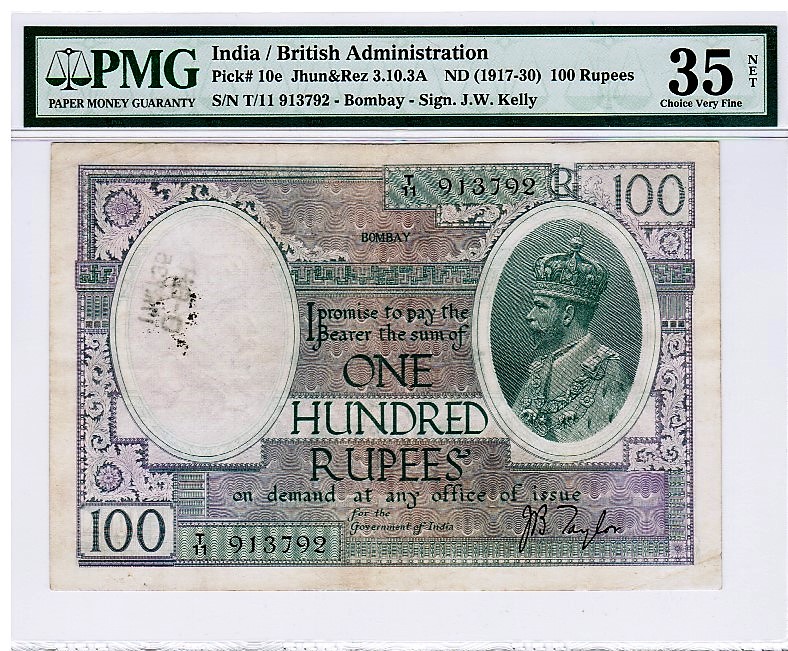 PMG
PAPER MONEY GUARANTY
India / British Administration
Pick# 10e Jhun&Rez 3.10.3A ND (1917-30) 100 Rupees
S/N T/11 913792 - Bombay - Sign. J.W. Kelly
35 NET
Choice Very Fine
T/11 913792
R
100
BOMBAY
I promise to pay the
Bearer the sum of
ONE
HUNDRED
RUPEES
on demand at any office of issue
for the
Government of India
JB Taylor
100
T/11 913792